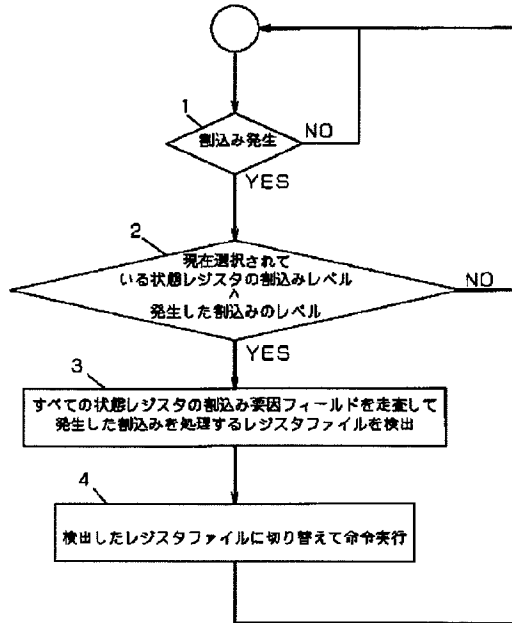 1
割込み発生
NO
YES
2
現在選択されて
いる状態レジスタの割込みレベル
∧
発生した割込みのレベル
NO
YES
3
すべての状態レジスタの割込み要因フィールドを走査して
発生した割込みを処理するレジスタファイルを検出
4
検出したレジスタファイルに切り替えて命令実行